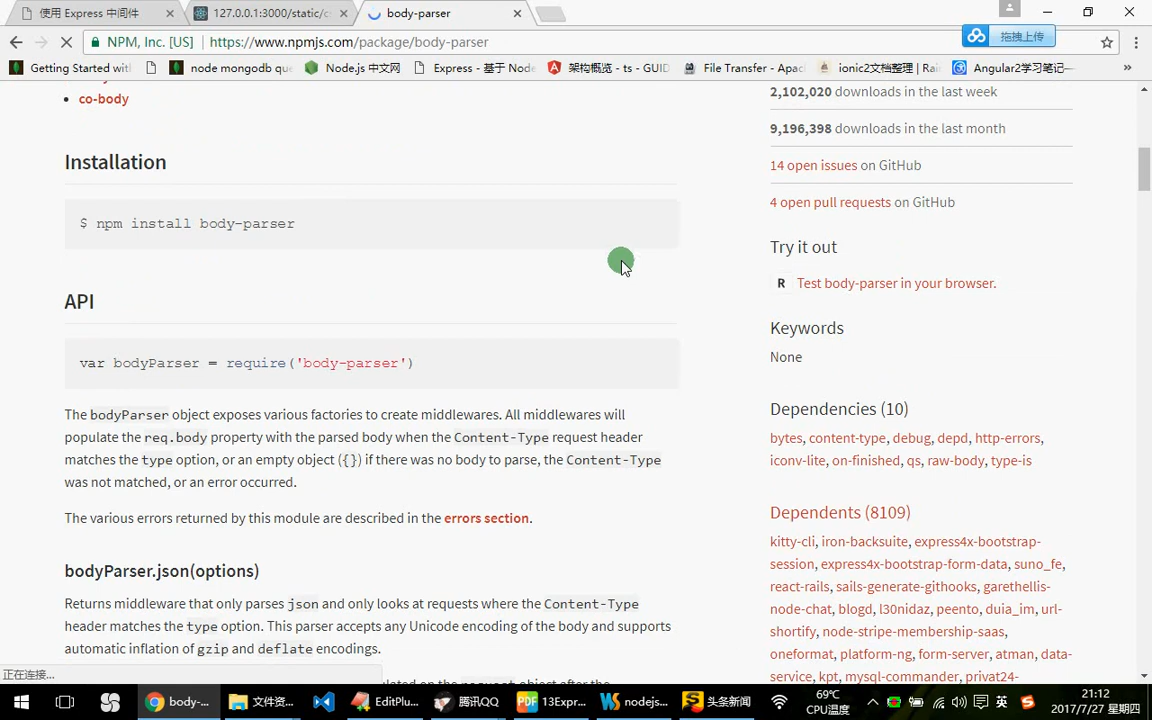 使用 Express 中间件
127.0.0.1:3000/static/c
body-parser
NPM, Inc. [US]
https://www.npmjs.com/package/body-parser
拖拽上传
Getting Started wit
node mongodb que
Node.js 中文网
Express - 基于 Node
架构概览 - ts - GUID
File Transfer - Apac
ionic2文档整理 | Rai
Angular2学习笔记—
»
co-body
Installation
$ npm install body-parser
API
var bodyParser = require('body-parser')
The bodyParser object exposes various factories to create middlewares. All middlewares will
populate the req.body property with the parsed body when the Content-Type request header
matches the type option, or an empty object ({}) if there was no body to parse, the Content-Type
was not matched, or an error occurred.
The various errors returned by this module are described in the errors section.
bodyParser.json(options)
Returns middleware that only parses json and only looks at requests where the Content-Type
header matches the type option. This parser accepts any Unicode encoding of the body and supports
automatic inflation of gzip and deflate encodings.
2,102,020 downloads in the last week
9,196,398 downloads in the last month
14 open issues on GitHub
4 open pull requests on GitHub
Try it out
R Test body-parser in your browser.
Keywords
None
Dependencies (10)
bytes, content-type, debug, depd, http-errors,
iconv-lite, on-finished, qs, raw-body, type-is
Dependents (8109)
kitty-cli, iron-backsuite, express4x-bootstrap-
session, express4x-bootstrap-form-data, suno_fe,
react-rails, sails-generate-githooks, garethellis-
node-chat, blogd, l30nidaz, peento, duia_im, url-
shortify, node-stripe-membership-saas,
oneformat, platform-ng, form-server, atman, data-
service, kpt, mysql-commander, privat24-
正在连接...
body-...
文件资...
EditPlu...
腾讯QQ
13Expr...
nodejs...
头条新闻
69℃
CPU温度
英
21:12
2017/7/27 星期四